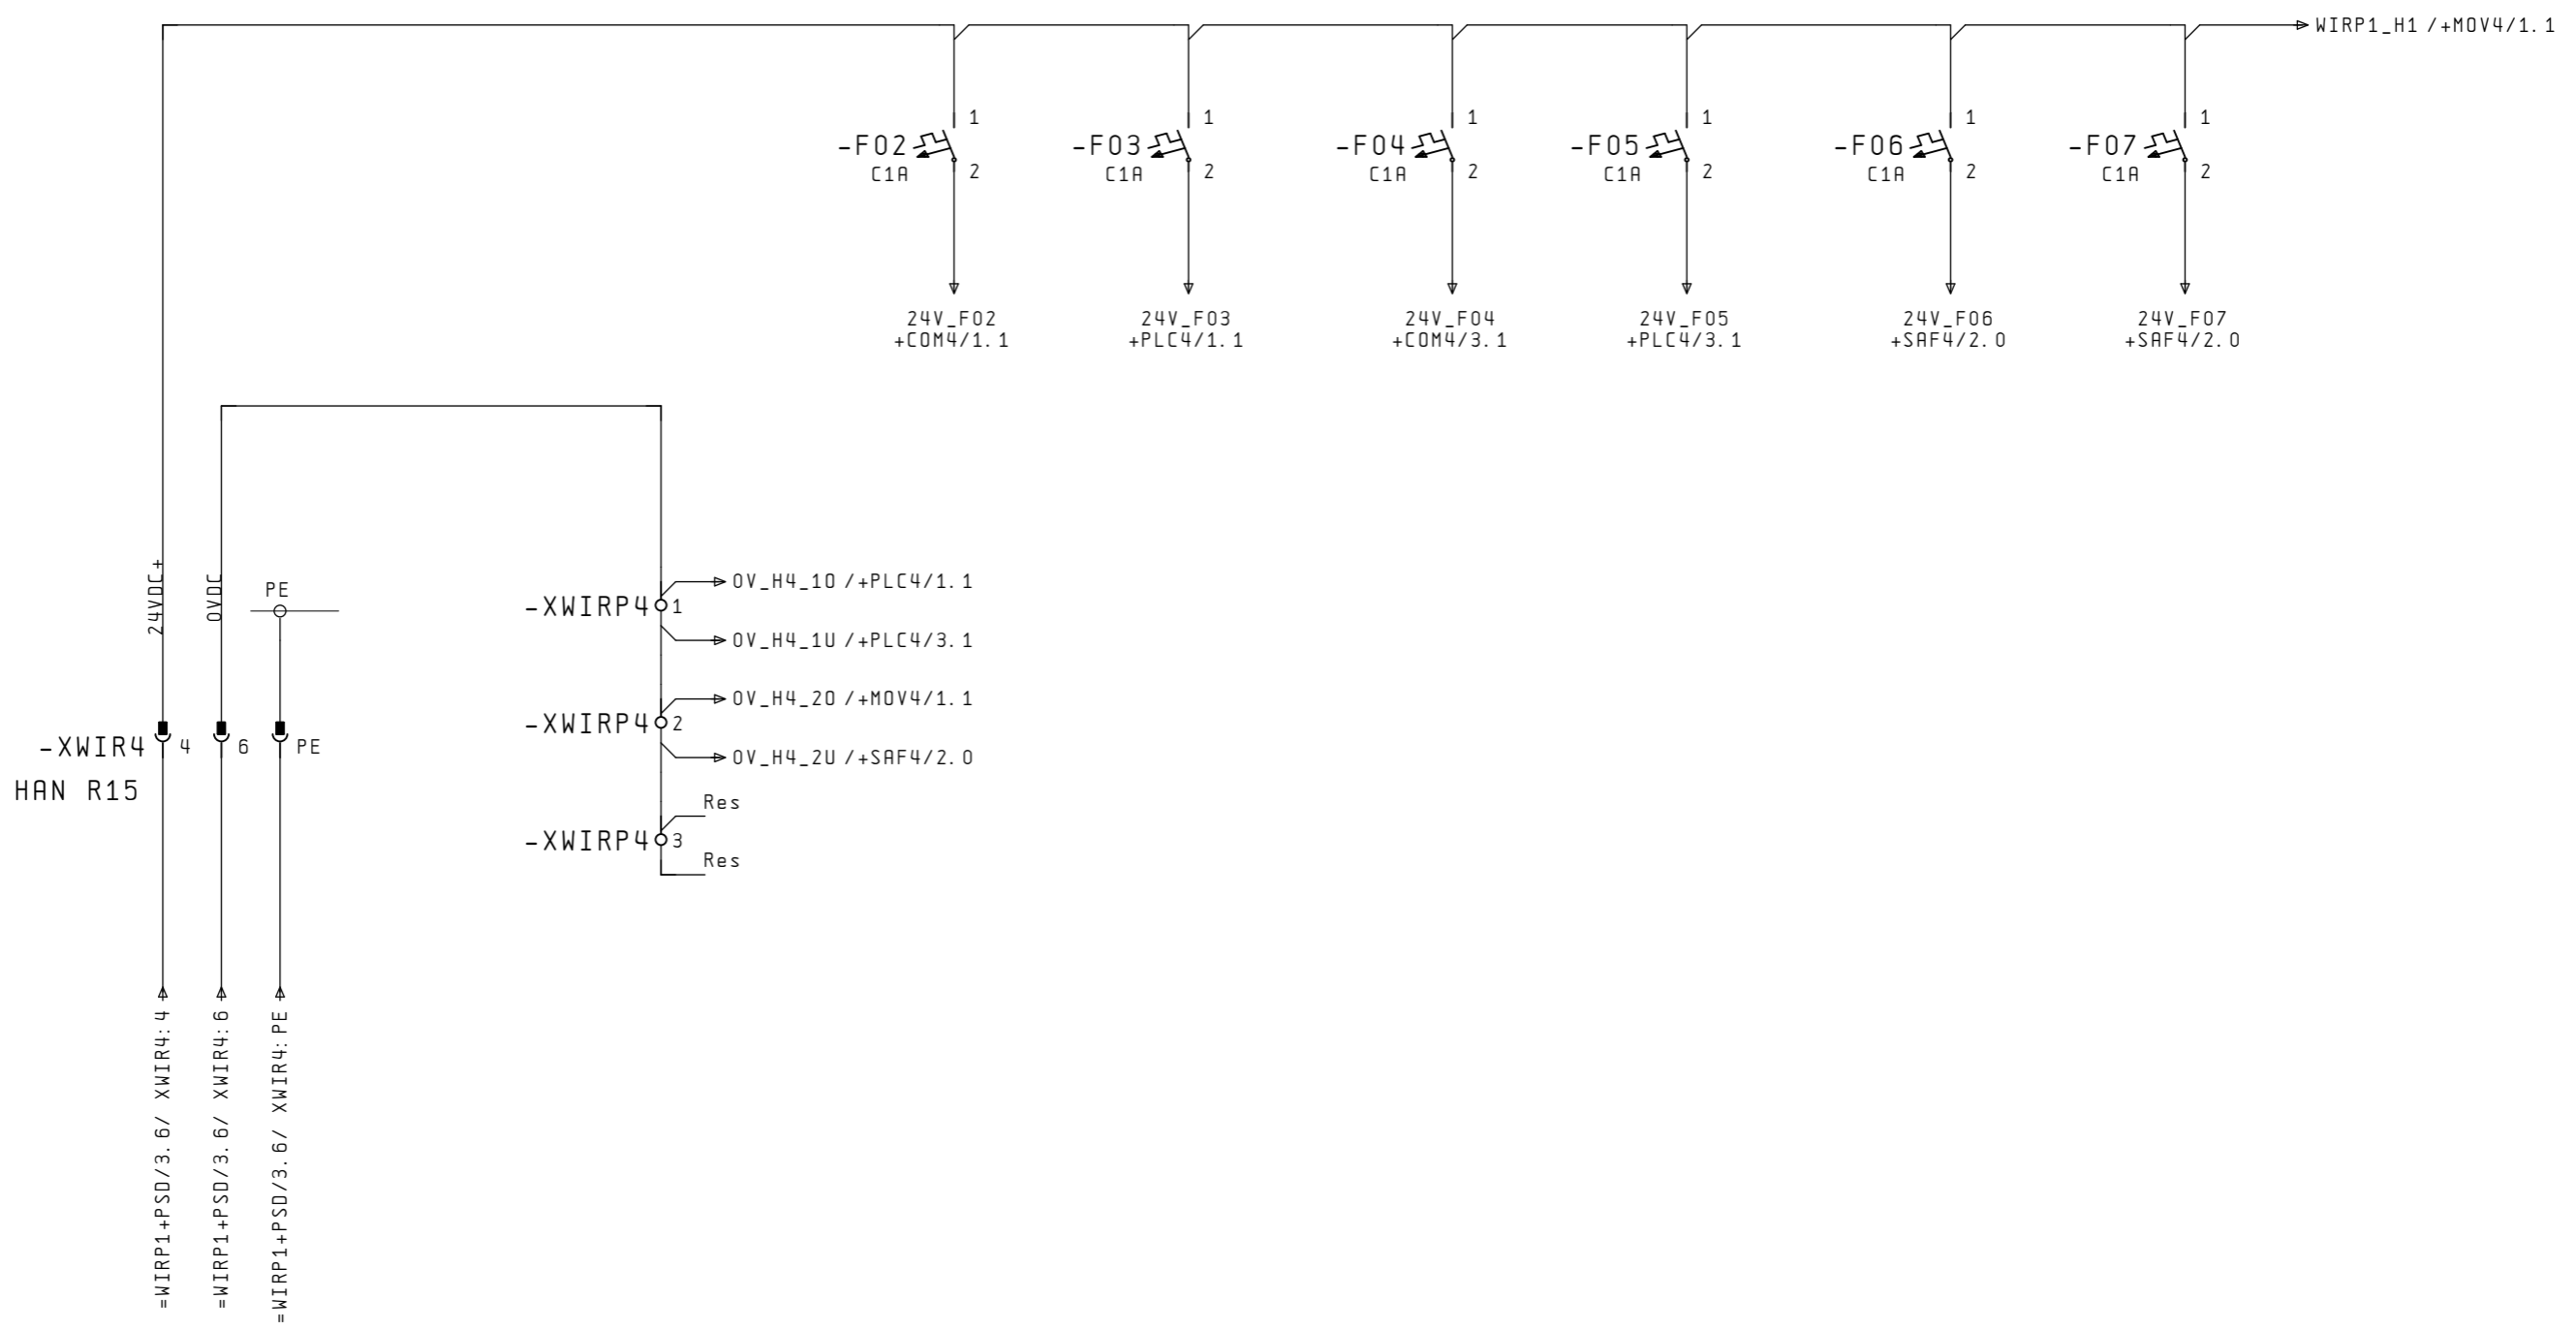 WIRP1_H1 /+MOV4/1.1
1
1
1
1
1
1
-F02
-F03
-F04
-F05
-F06
-F07
C1A
C1A
C1A
C1A
C1A
C1A
2
2
2
2
2
2
24V_F02
+COM4/1.1
24V_F03
+PLC4/1.1
24V_F04
+COM4/3.1
24V_F05
+PLC4/3.1
24V_F06
+SAF4/2.0
24V_F07
+SAF4/2.0
24VDC+
0VDC
PE
0V_H4_1O /+PLC4/1.1
-XWIRP4 1
0V_H4_1U /+PLC4/3.1
0V_H4_2O /+MOV4/1.1
-XWIRP4 2
0V_H4_2U /+SAF4/2.0
Res
-XWIRP4 3
Res
-XWIR4 4 6 PE
HAN R15
=WIRP1+PSD/3.6/ XWIR4:4
=WIRP1+PSD/3.6/ XWIR4:6
=WIRP1+PSD/3.6/ XWIR4:PE